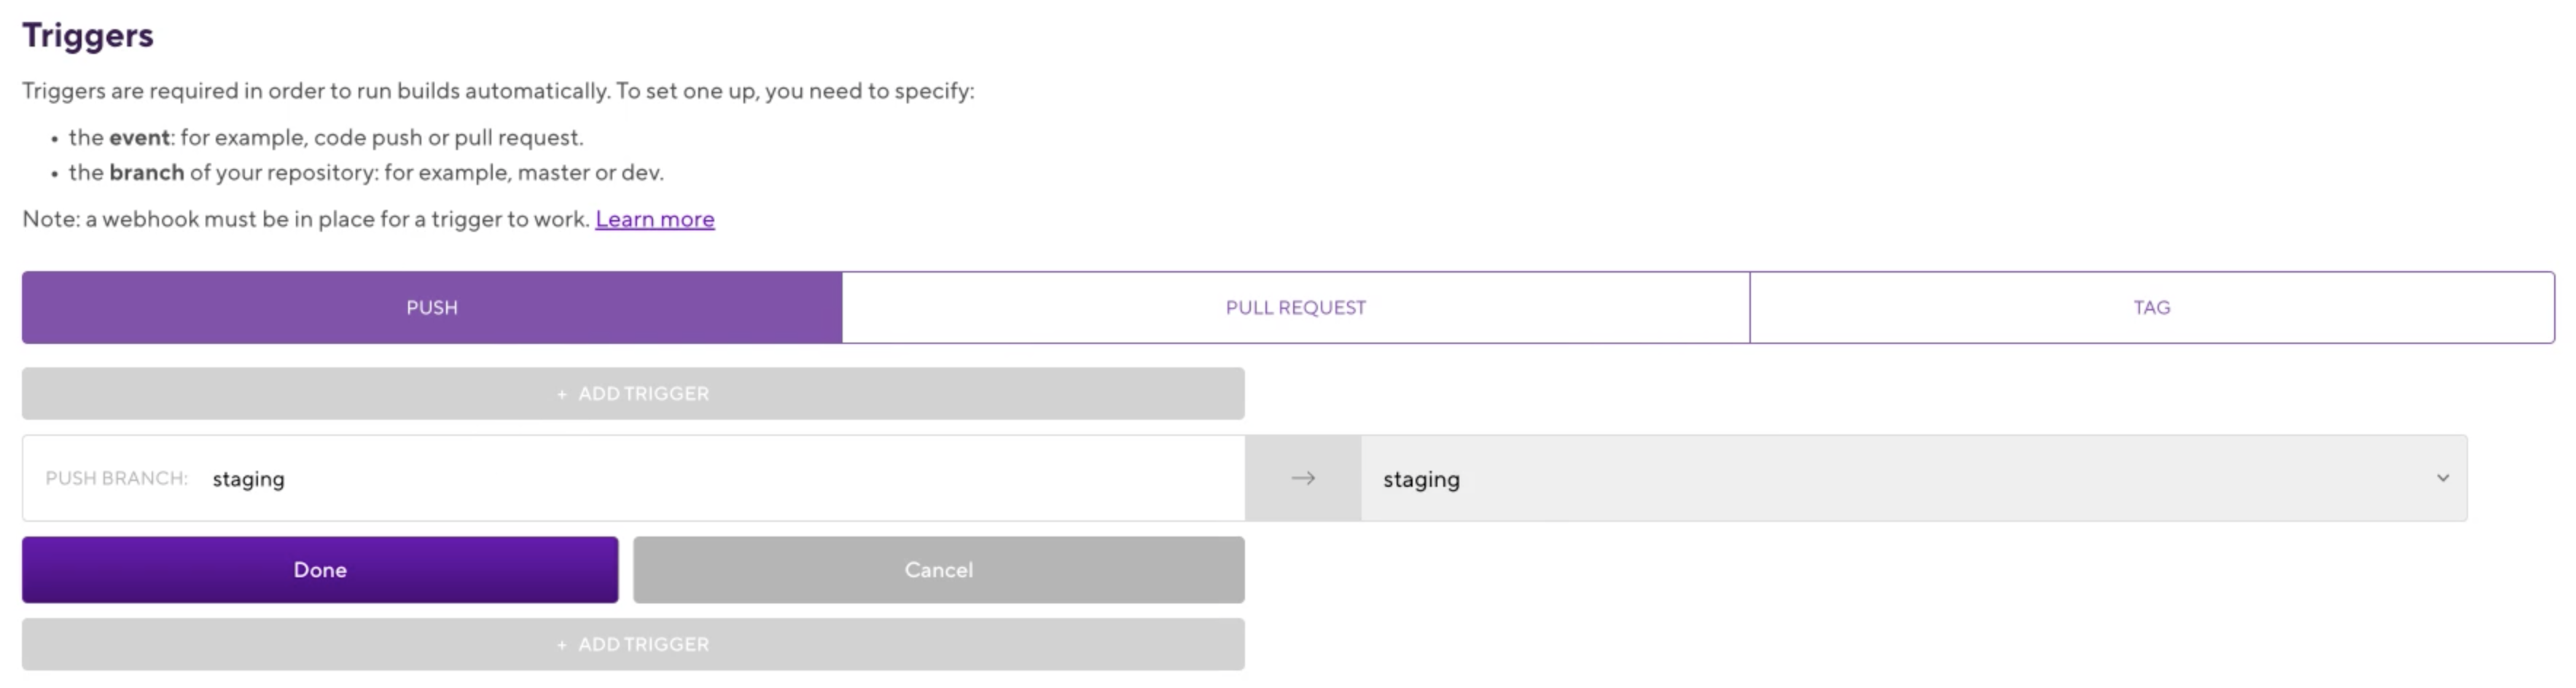 Triggers
Triggers are required in order to run builds automatically. To set one up, you need to specify:
• the event: for example, code push or pull request.
• the branch of your repository: for example, master or dev.
Note: a webhook must be in place for a trigger to work. Learn more
PUSH PULL REQUEST TAG
+ ADD TRIGGER
PUSH BRANCH: staging → staging
Done Cancel
+ ADD TRIGGER